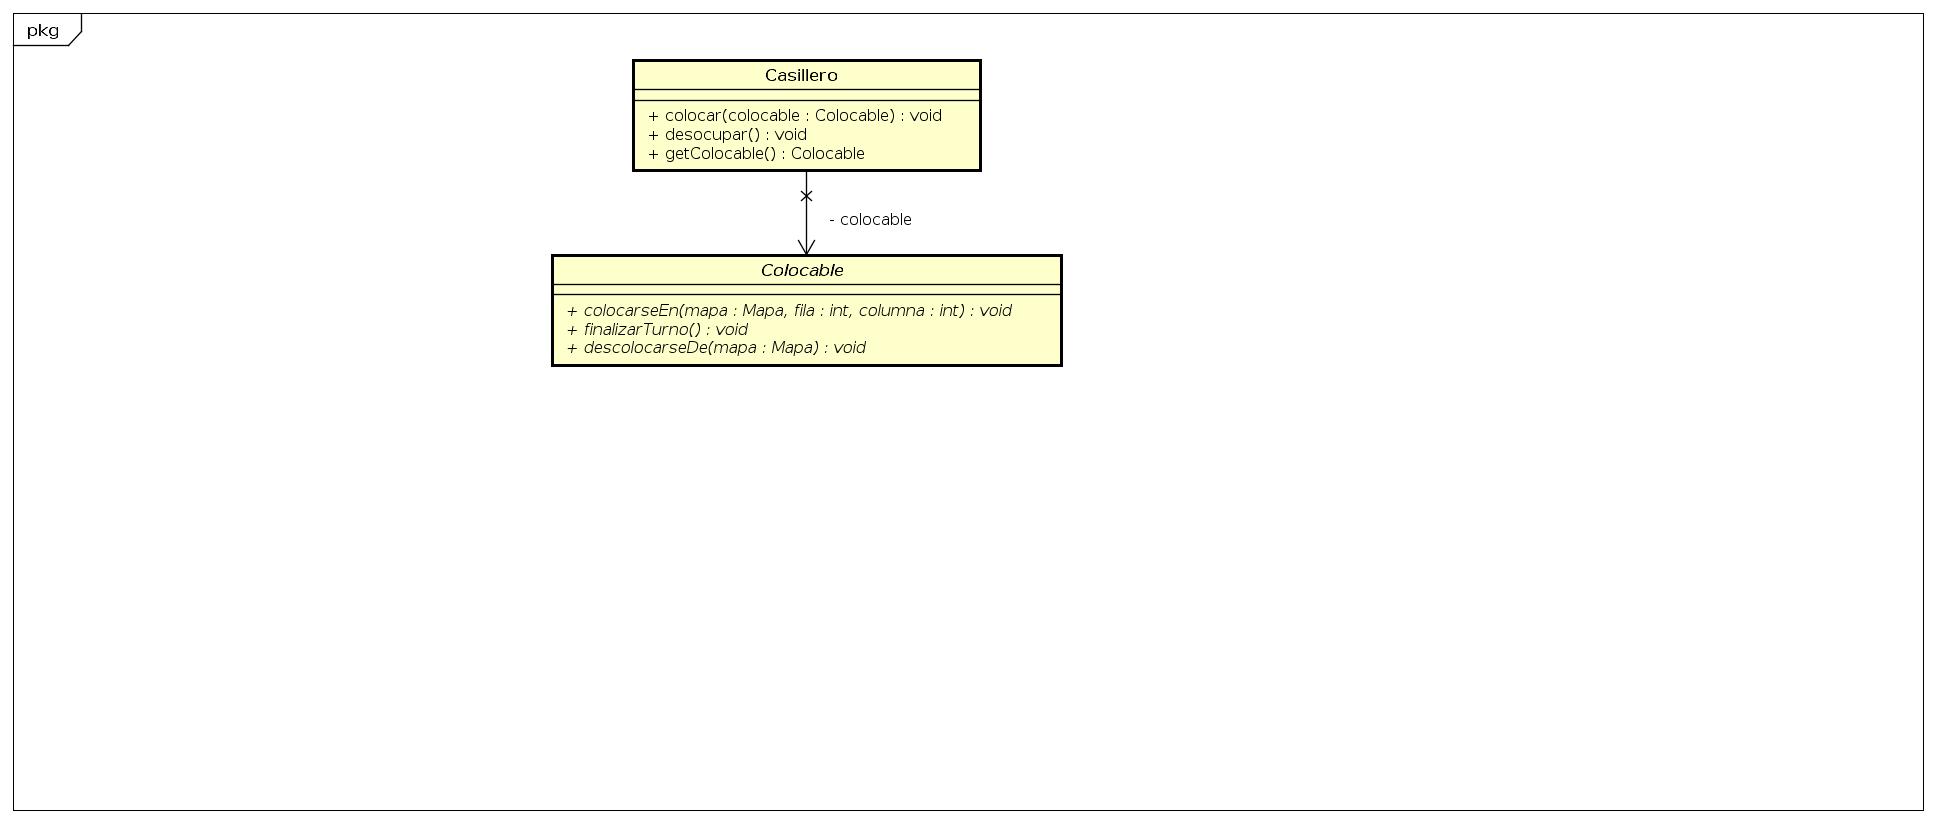 pkg
Casillero
+ colocar(colocable : Colocable) : void
+ desocupar() : void
+ getColocable() : Colocable
- colocable
Colocable
+ colocarseEn(mapa : Mapa, fila : int, columna : int) : void
+ finalizarTurno() : void
+ descolocarseDe(mapa : Mapa) : void